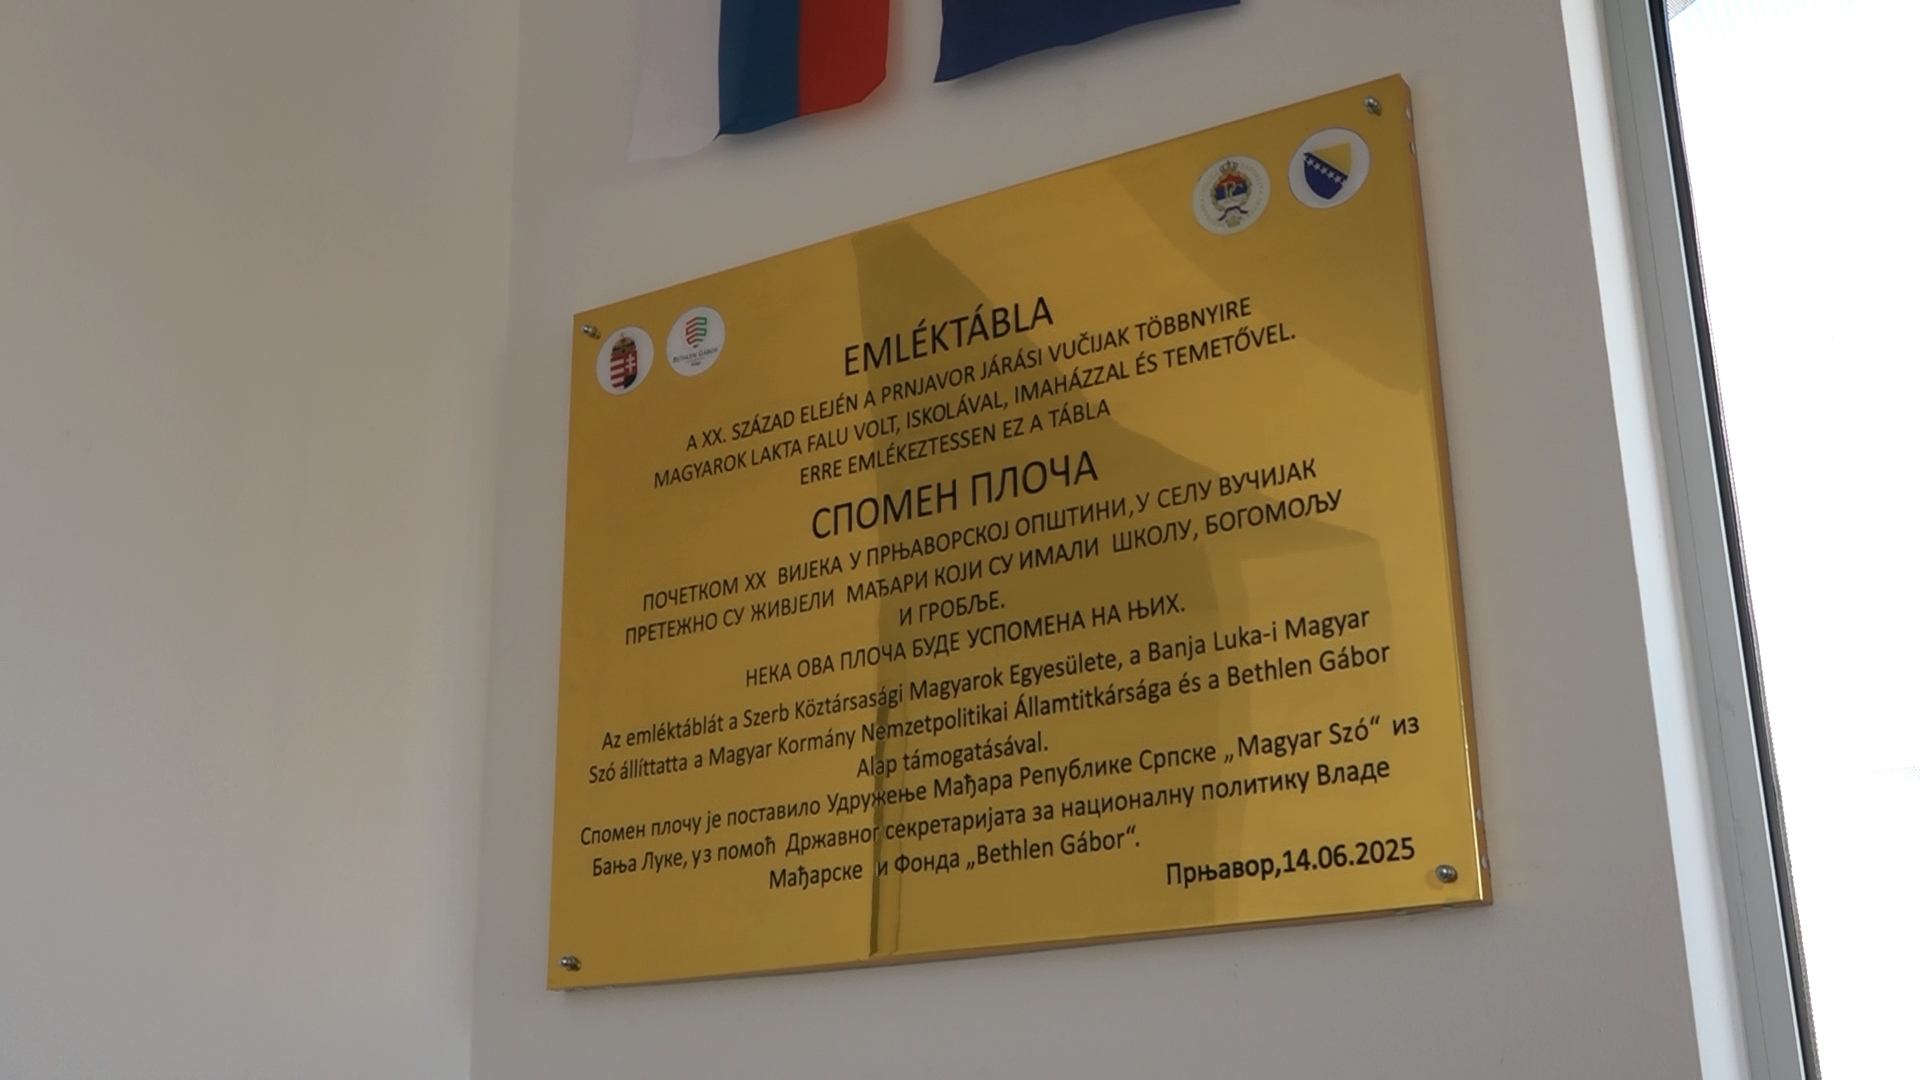 BETHLEN GÁBOR
EMLÉKTÁBLA
A XX. SZÁZAD ELEJÉN A PRNJAVOR JÁRÁSI VUČIJAK TÖBBNYIRE
MAGYAROK LAKTA FALU VOLT, ISKOLÁVAL, IMAHÁZZAL ÉS TEMETŐVEL.
ERRE EMLÉKEZTESSEN EZ A TÁBLA
СПОМЕН ПЛОЧА
ПОЧЕТКОМ XX ВИЈЕКА У ПРЊАВОРСКОЈ ОПШТИНИ, У СЕЛУ ВУЧИЈАК
ПРЕТЕЖНО СУ ЖИВЈЕЛИ МАЂАРИ КОЈИ СУ ИМАЛИ ШКОЛУ, БОГОМОЉУ
И ГРОБЉЕ.
НЕКА ОВА ПЛОЧА БУДЕ УСПОМЕНА НА ЊИХ.
Az emléktáblát a Szerb Köztársasági Magyarok Egyesülete, a Banja Luka-i Magyar
Szó állíttatta a Magyar Kormány Nemzetpolitikai Államtitkársága és a Bethlen Gábor
Alap támogatásával.
Спомен плочу је поставило Удружење Мађара Републике Српске „Magyar Szó“ из
Бања Луке, уз помоћ Државног секретаријата за националну политику Владе
Мађарске и Фонда „Bethlen Gábor“.
Прњавор,14.06.2025